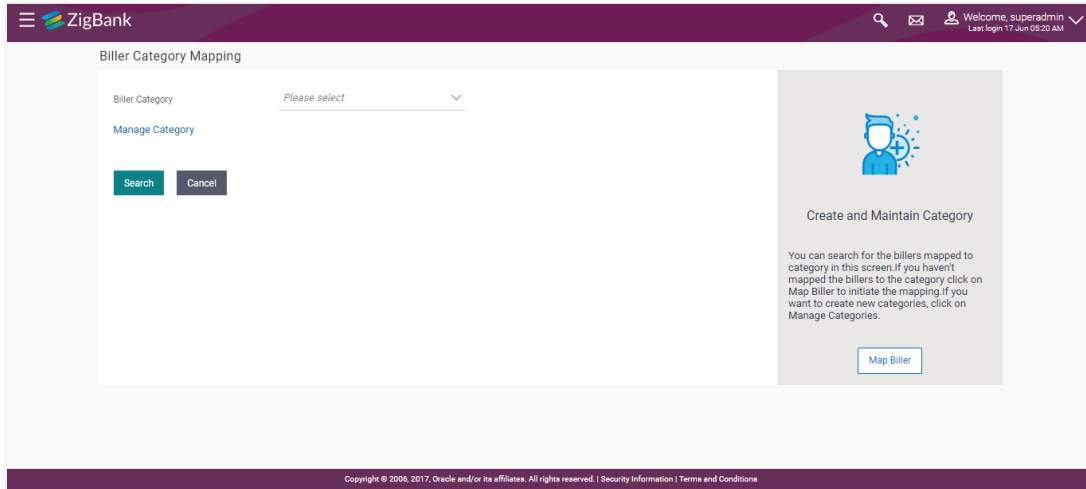 ZigBank
Welcome, superadmin
Last login 17 Jun 05:20 AM
Biller Category Mapping
Biller Category
Please select
Manage Category
Search
Cancel
Create and Maintain Category
You can search for the billers mapped to
category in this screen.If you haven't
mapped the billers to the category click on
Map Biller to initiate the mapping.If you
want to create new categories, click on
Manage Categories.
Map Biller
Copyright © 2006, 2017, Oracle and/or its affiliates. All rights reserved. | Security Information | Terms and Conditions